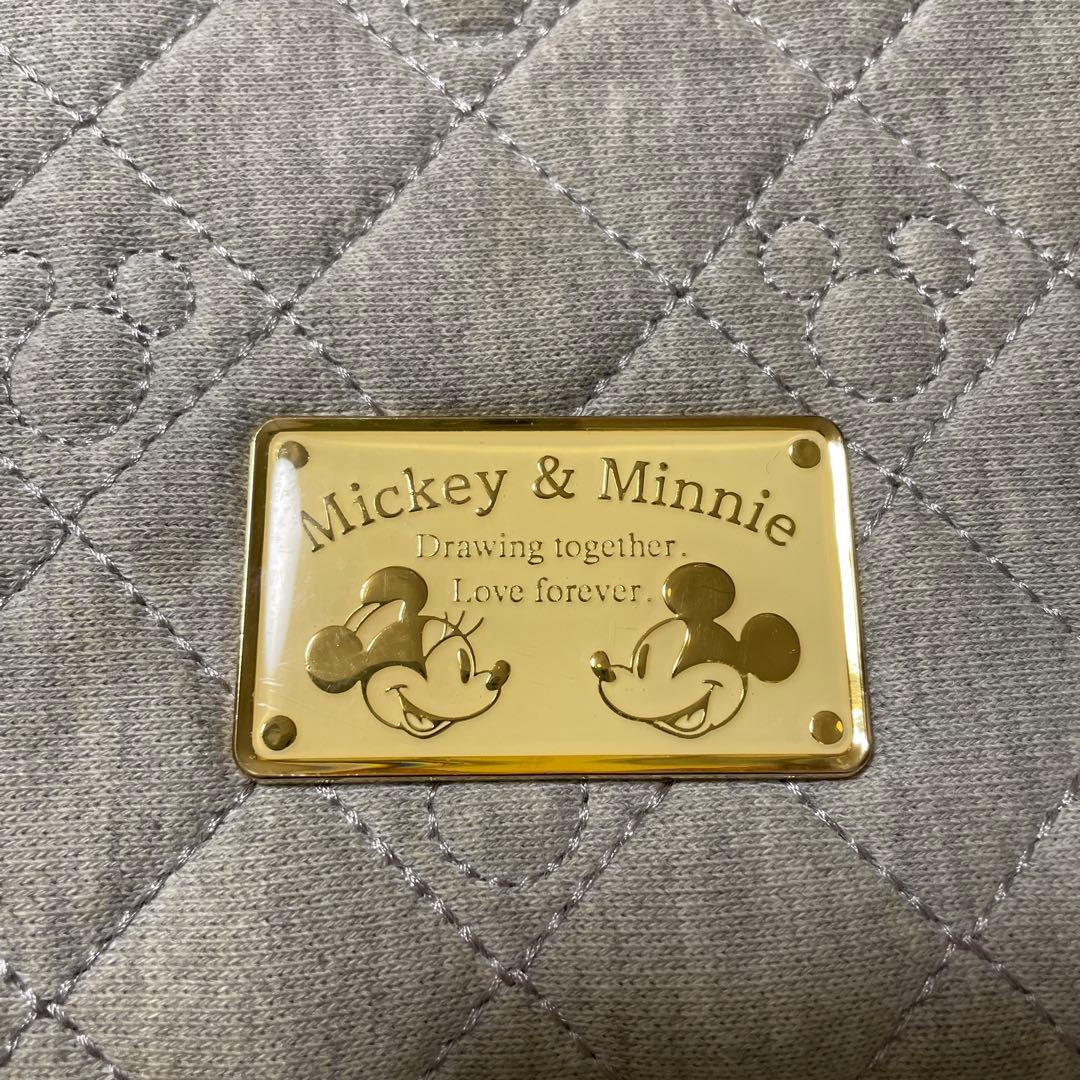 Mickey & Minnie
Drawing together.
Love forever.